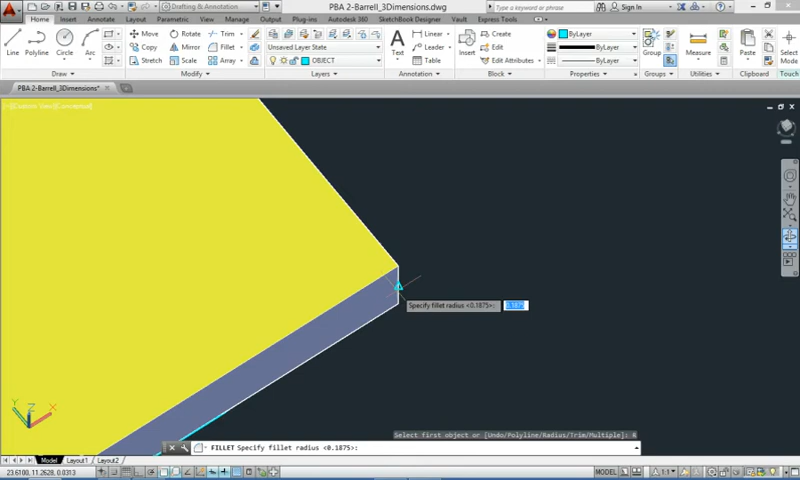 Drafting & Annotation
PBA 2-Barrell_3Dimensions.dwg
Type a keyword or phrase
Sign In
Home Insert Annotate Layout Parametric View Manage Output Plug-ins Autodesk 360 SketchBook Designer Vault Express Tools
Line Polyline Circle Arc
Move Rotate Trim
Copy Mirror Fillet
Stretch Scale Array
Unsaved Layer State
OBJECT
Text
Linear
Leader
Table
Insert
Create
Edit
Edit Attributes
ByLayer
ByLayer
ByLayer
Group
Measure
Paste
Select
Mode
Draw Modify Layers Annotation Block Properties Groups Utilities Clipboard Touch
PBA 2-Barrell_3Dimensions*
[-][Custom View][Conceptual]
Specify fillet radius <0.1875>: 0.1875
Y Z X
Select first object or [Undo/Polyline/Radius/Trim/Multiple]: R
FILLET Specify fillet radius <0.1875>:
Model Layout1 Layout2
23.6100, 11.2628, 0.0313
MODEL
1:1